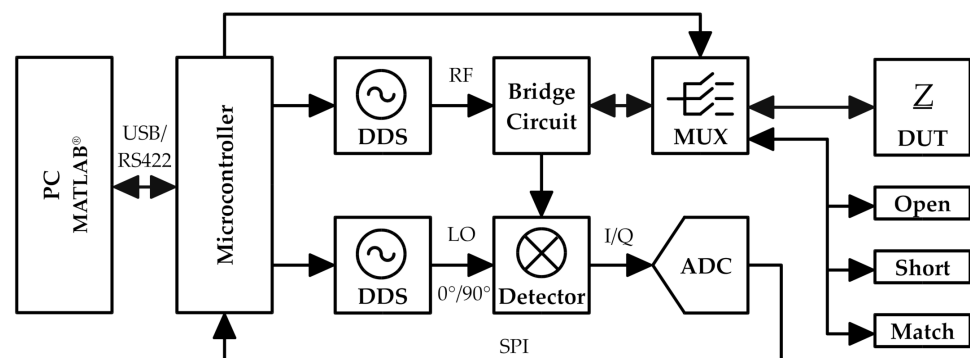 PC
MATLAB®
USB/
RS422
Microcontroller
DDS
RF
Bridge
Circuit
MUX
Z
DUT
DDS
LO
0°/90°
Detector
I/Q
ADC
Open
Short
Match
SPI